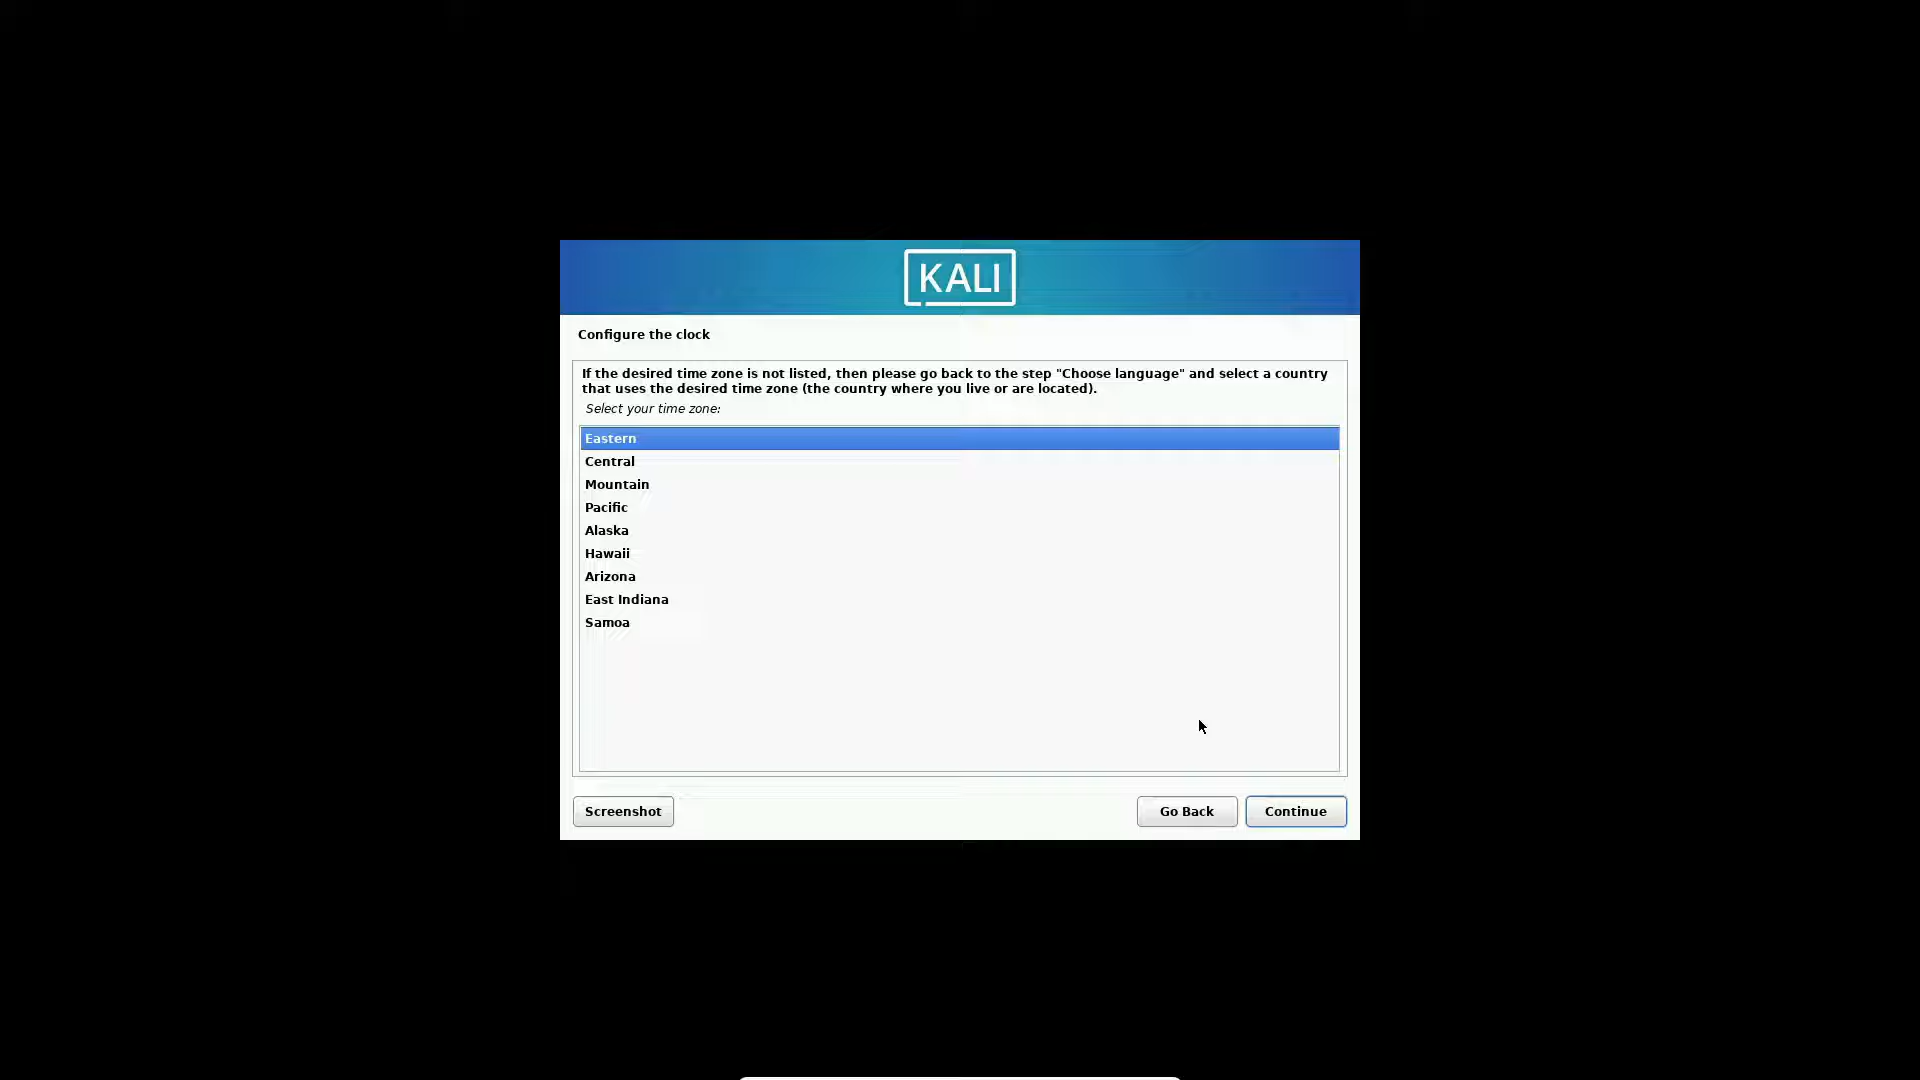 KALI
Configure the clock
If the desired time zone is not listed, then please go back to the step "Choose language" and select a country
that uses the desired time zone (the country where you live or are located).
Select your time zone:
Eastern
Central
Mountain
Pacific
Alaska
Hawaii
Arizona
East Indiana
Samoa
Screenshot
Go Back
Continue